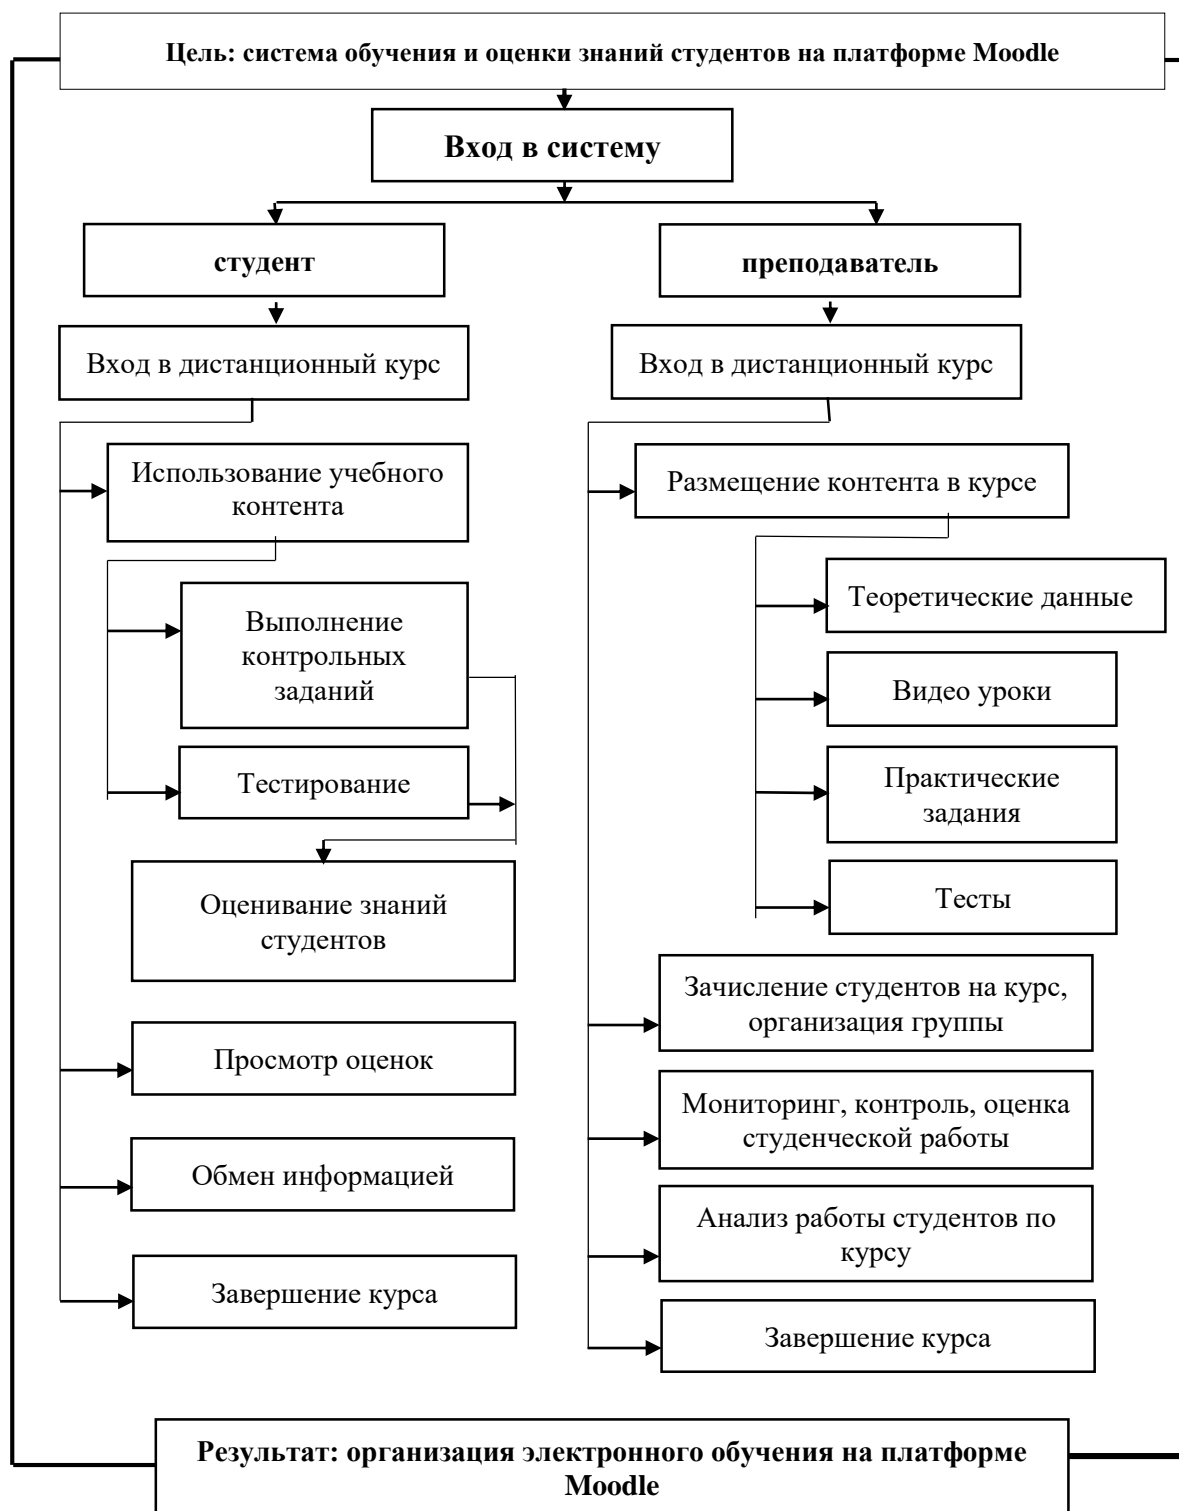 Цель: система обучения и оценки знаний студентов на платформе Moodle
Вход в систему
студент
преподаватель
Вход в дистанционный курс
Вход в дистанционный курс
Использование учебного
контента
Размещение контента в курсе
Выполнение
контрольных
заданий
Тестирование
Оценивание знаний
студентов
Теоретические данные
Видео уроки
Практические
задания
Тесты
Просмотр оценок
Обмен информацией
Завершение курса
Зачисление студентов на курс,
организация группы
Мониторинг, контроль, оценка
студенческой работы
Анализ работы студентов по
курсу
Завершение курса
Результат: организация электронного обучения на платформе
Moodle